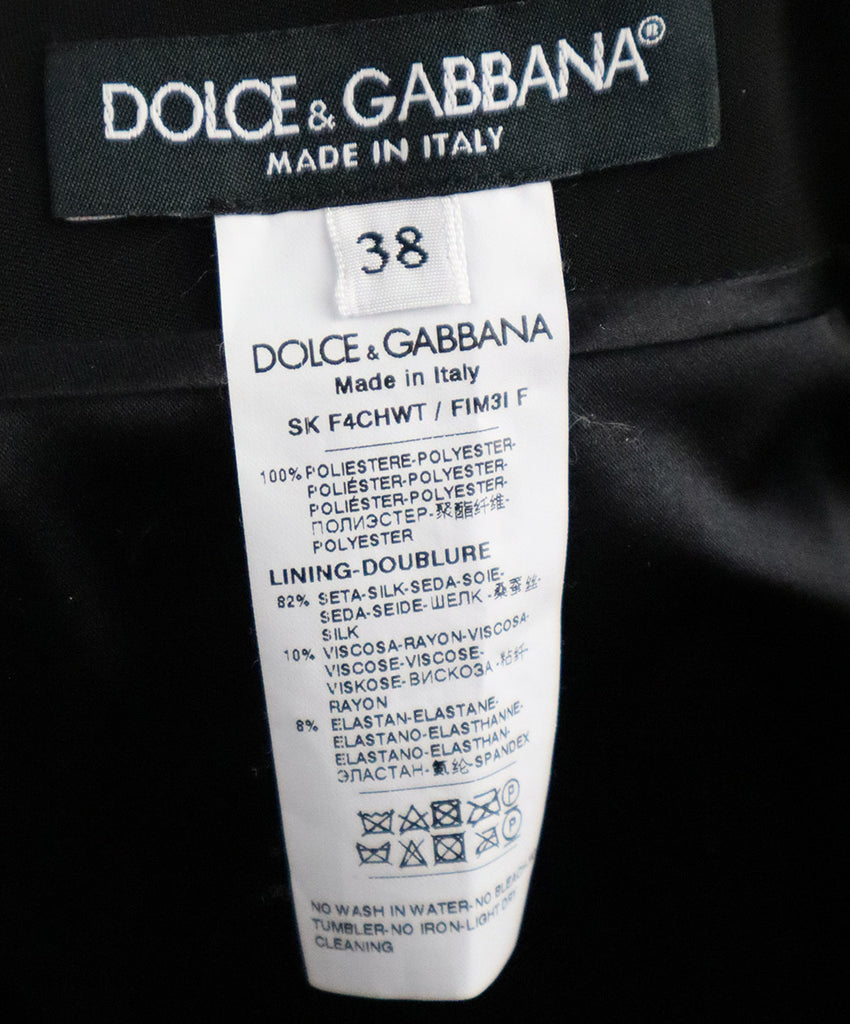 DOLCE & GABBANA®
MADE IN ITALY
38
DOLCE & GABBANA
Made in Italy
SK F4CHWT / FIM3I F
100% POLIESTERE-POLYESTER-
POLIÉSTER-POLYESTER-
POLIÉSTER-POLYESTER-
ПОЛИЭСТЕР-聚酯纤维-
POLYESTER
LINING-DOUBLURE
82% SETA-SILK-SEDA-SOIE-
SEDA-SEIDE-ШЕЛК-桑蚕丝-
SILK
10% VISCOSA-RAYON-VISCOSA-
VISCOSE-VISCOSE-
VISKOSE-ВИСКОЗА-粘纤-
RAYON
8% ELASTAN-ELASTANE-
ELASTANO-ELASTHANNE-
ELASTANO-ELASTHAN-
ЭЛАСТАН-氨纶-SPANDEX
P
P
NO WASH IN WATER-NO BLEACH-
TUMBLER-NO IRON-LIGHT DRY
CLEANING